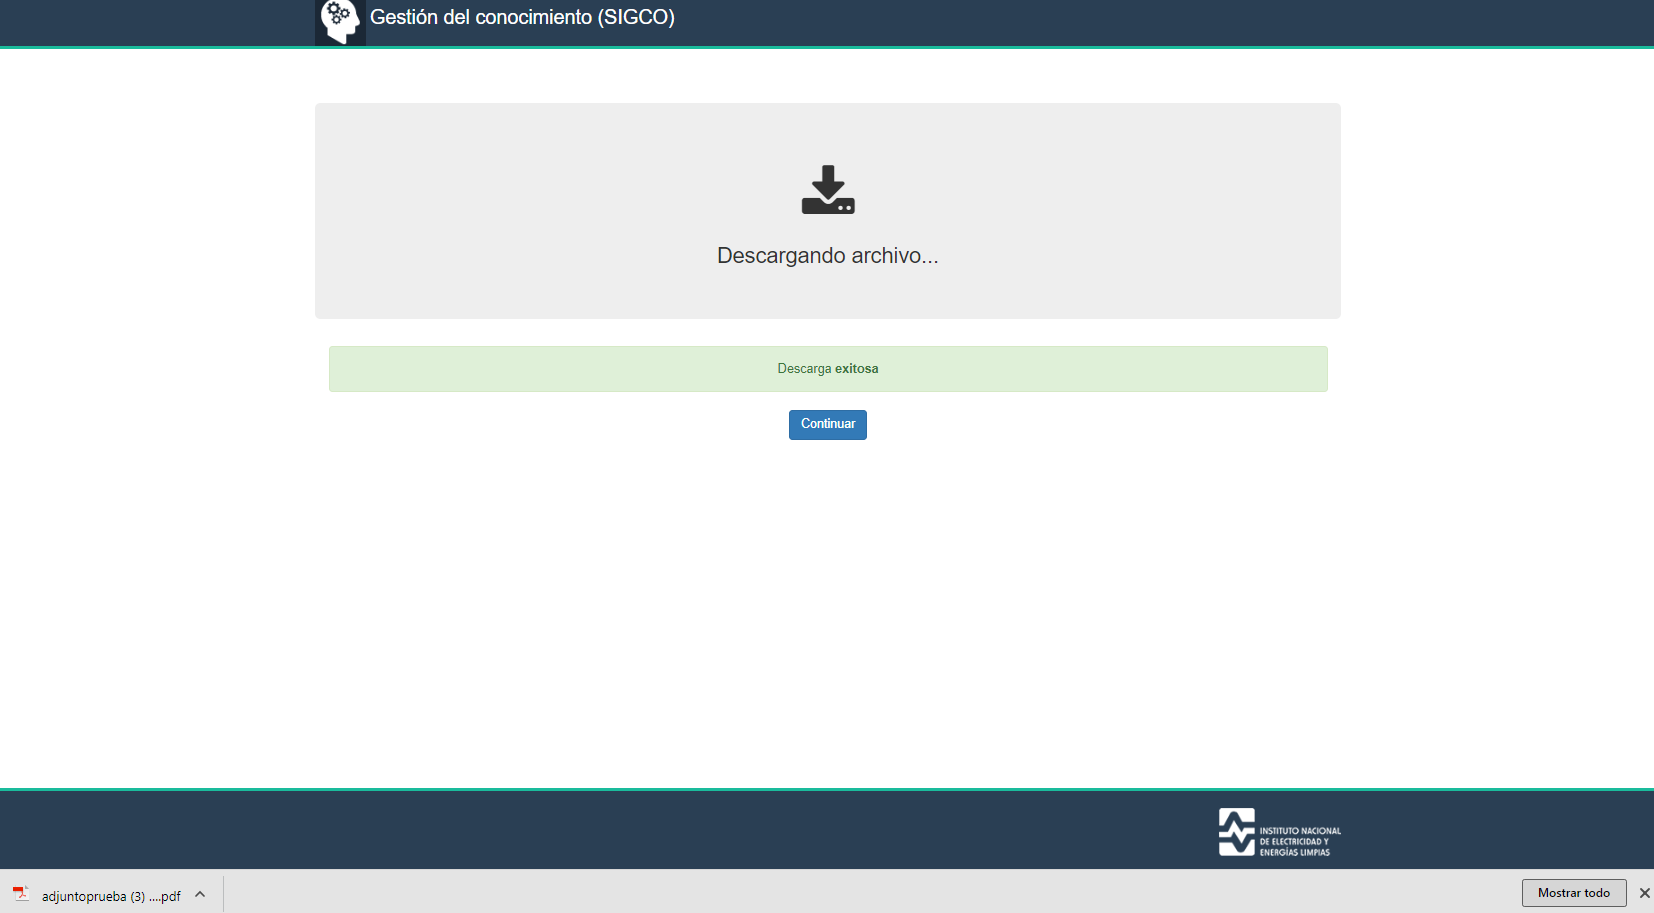 Gestión del conocimiento (SIGCO)
Descargando archivo...
Descarga exitosa
Continuar
INSTITUTO NACIONAL
DE ELECTRICIDAD Y
ENERGÍAS LIMPIAS
adjuntoprueba (3) ....pdf
Mostrar todo